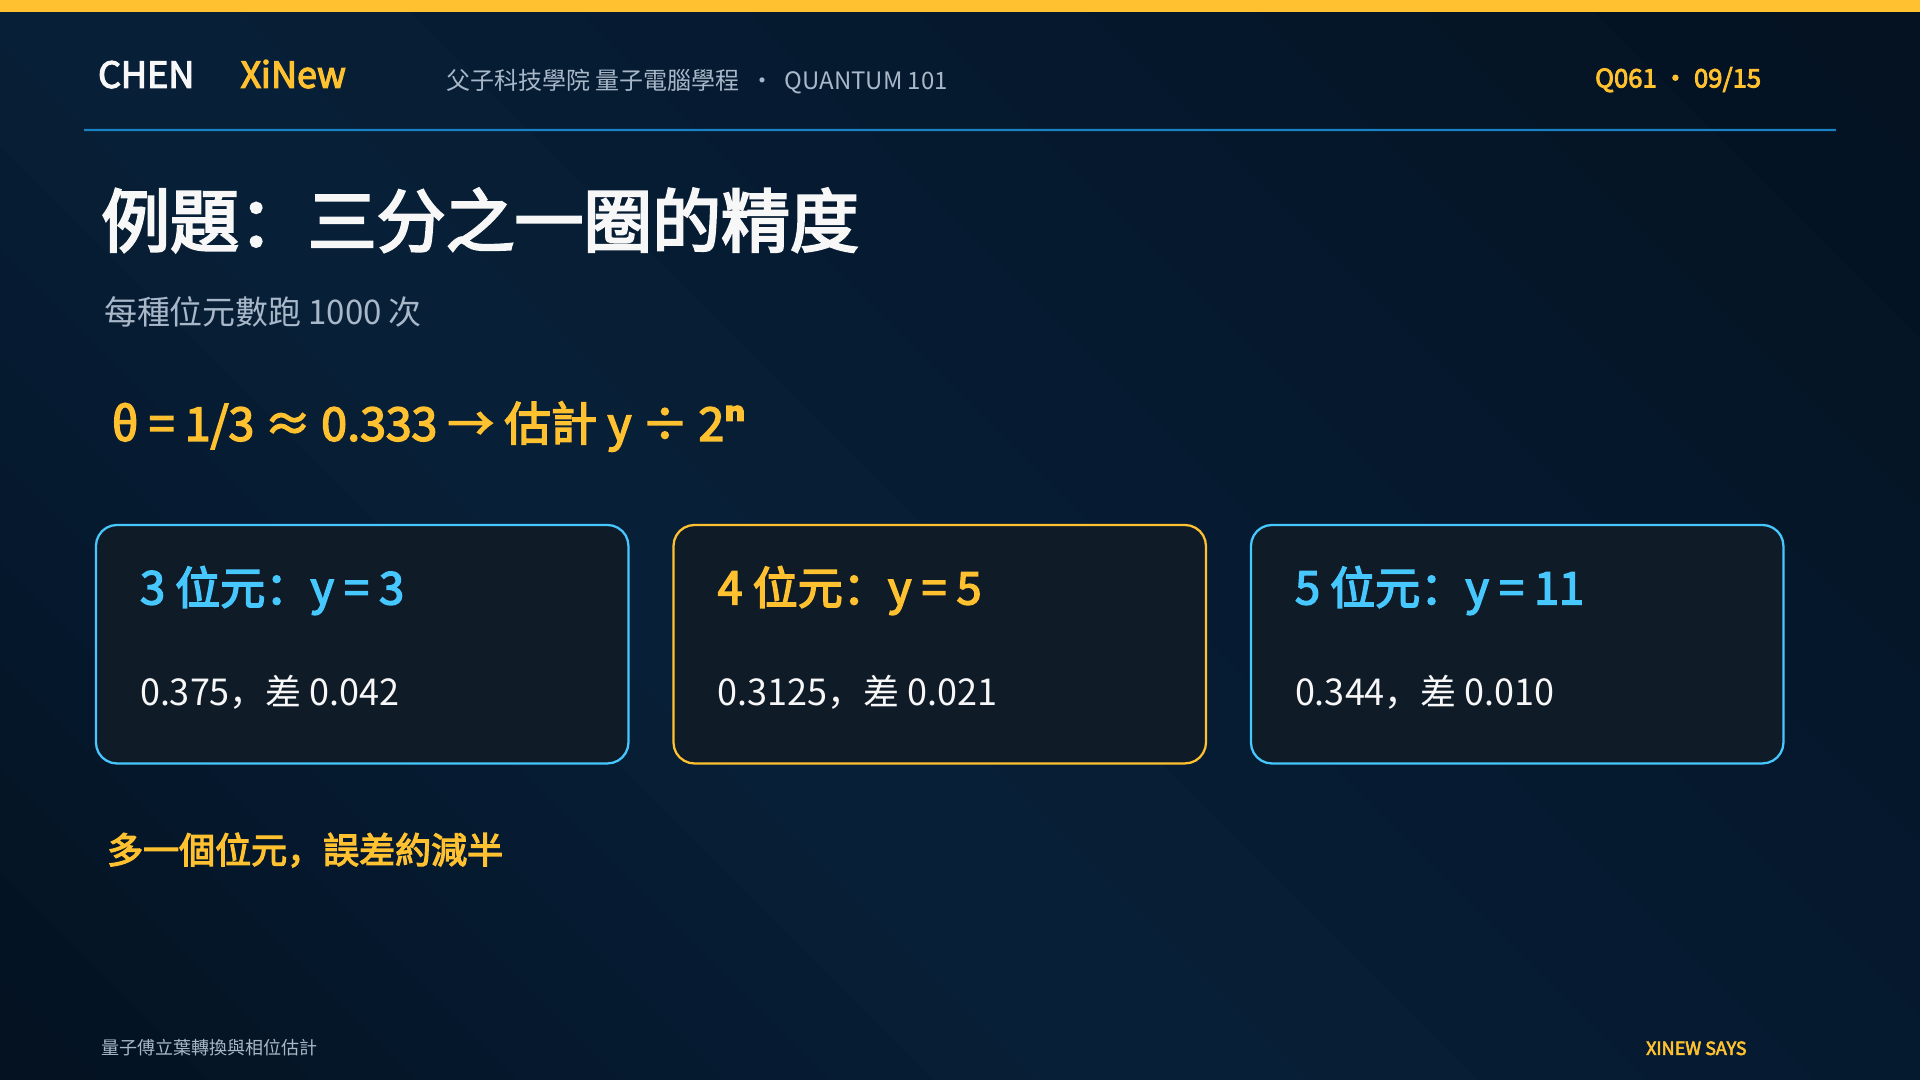 CHEN XiNew 父子科技學院 量子電腦學程 · QUANTUM 101 Q061 · 09/15
例題：三分之一圈的精度
每種位元數跑 1000 次
θ = 1/3 ≈ 0.333 → 估計 y ÷ 2ⁿ
3 位元：y = 3
0.375，差 0.042
4 位元：y = 5
0.3125，差 0.021
5 位元：y = 11
0.344，差 0.010
多一個位元，誤差約減半
量子傅立葉轉換與相位估計
XINEW SAYS